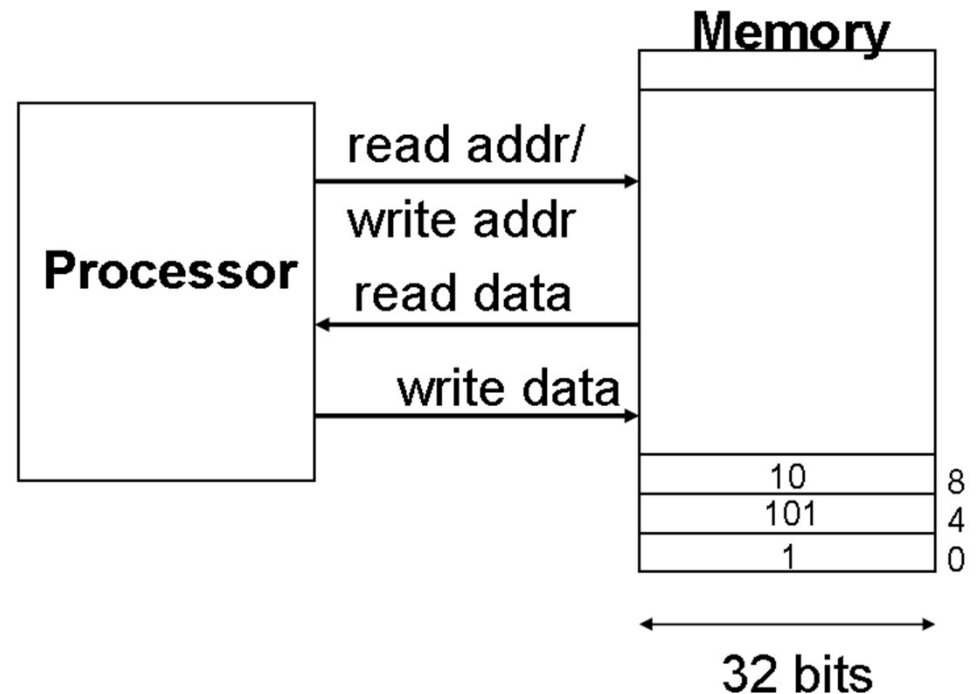 Memory
read addr/
write addr
Processor
read data
write data
10
8
101
4
1
0
32 bits